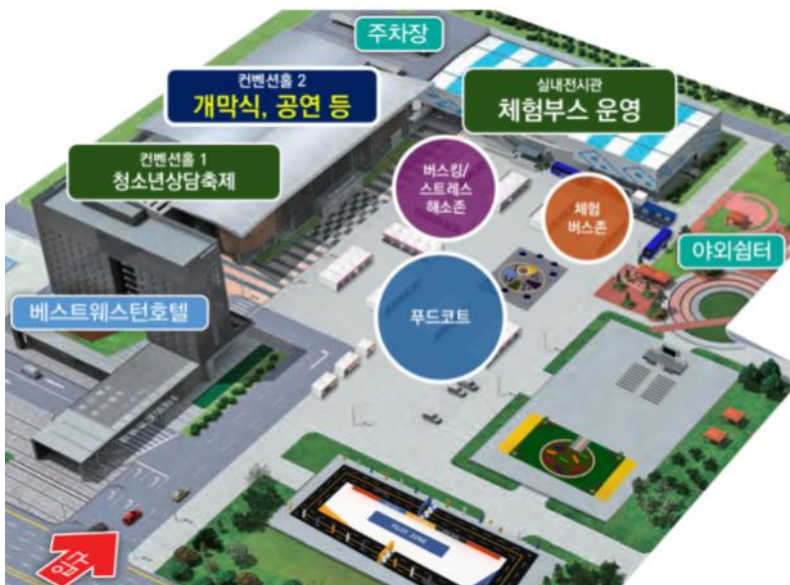 주차장
컨벤션홀 2
개막식, 공연 등
실내전시관
체험부스 운영
컨벤션홀 1
청소년상담축제
버스킹/
스트레스
해소존
체험
버스존
야외쉼터
베스트웨스턴호텔
푸드코트
입구